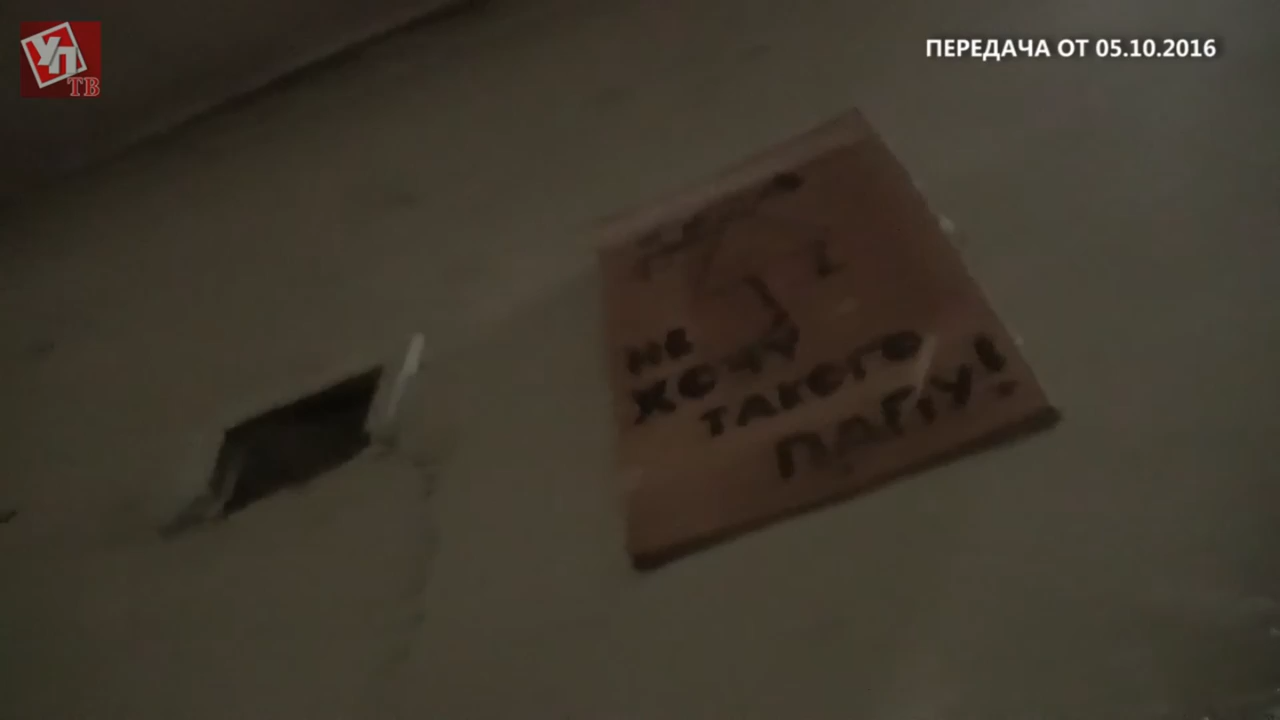 УП
ТВ
ПЕРЕДАЧА ОТ 05.10.2016
НЕ
ХОЧУ
ТАКОГО
ПАПУ!